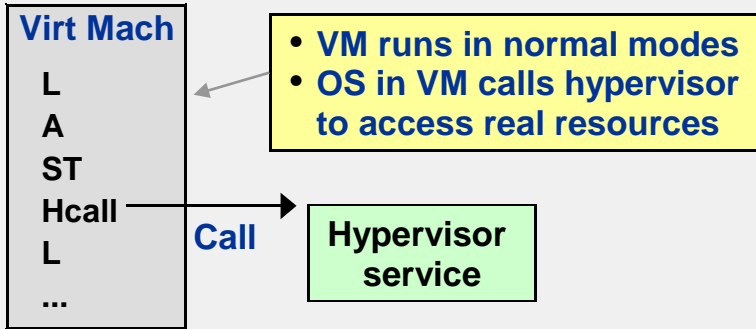 Virt Mach
L
A
ST
Hcall
L
...
• VM runs in normal modes
• OS in VM calls hypervisor
to access real resources
Call
Hypervisor
service